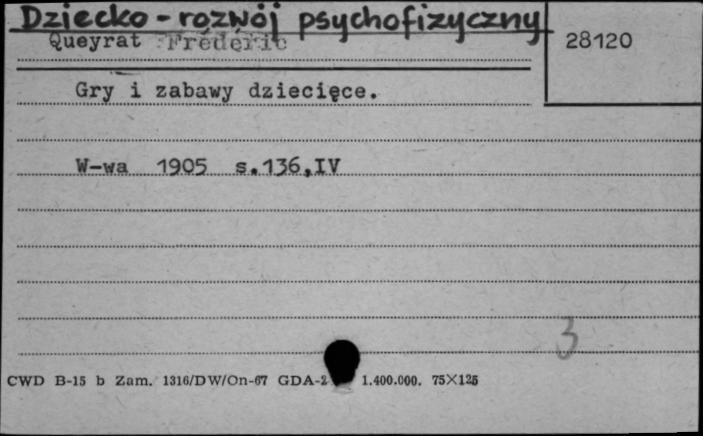 Dziecko - rozwój psychofizyczny
Queyrat Fréderic
28120
Gry i zabawy dziecięce.
W-wa 1905 s.136,IV
3
CWD B-15 b Zam. 1316/DW/On-67 GDA-2 1.400.000. 75X125